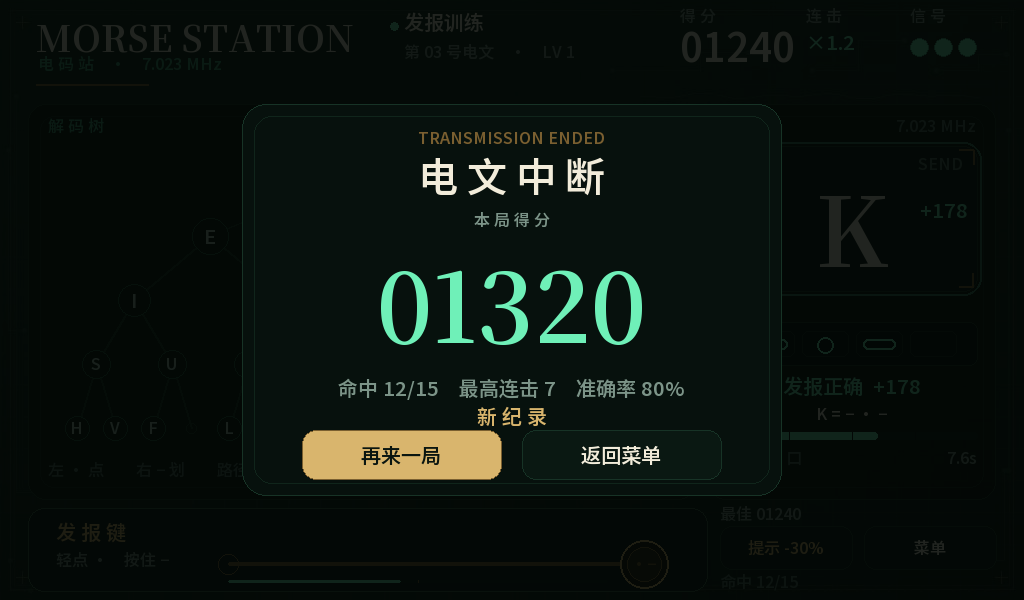 MORSE STATION
电码站 · 7.023 MHz
发报训练
第 03 号电文 · LV 1
得分
01240
连击
×1.2
信号
解码树
7.023 MHz
SEND
K
+178
E
I
S
U
H
V
F
L
左·点 右−划
发报正确 +178
K = − · −
7.6s
TRANSMISSION ENDED
电文中断
本局得分
01320
命中 12/15 最高连击 7 准确率 80%
新纪录
再来一局
返回菜单
发报键
轻点 · 按住 −
最佳 01240
提示 -30%
菜单
命中 12/15